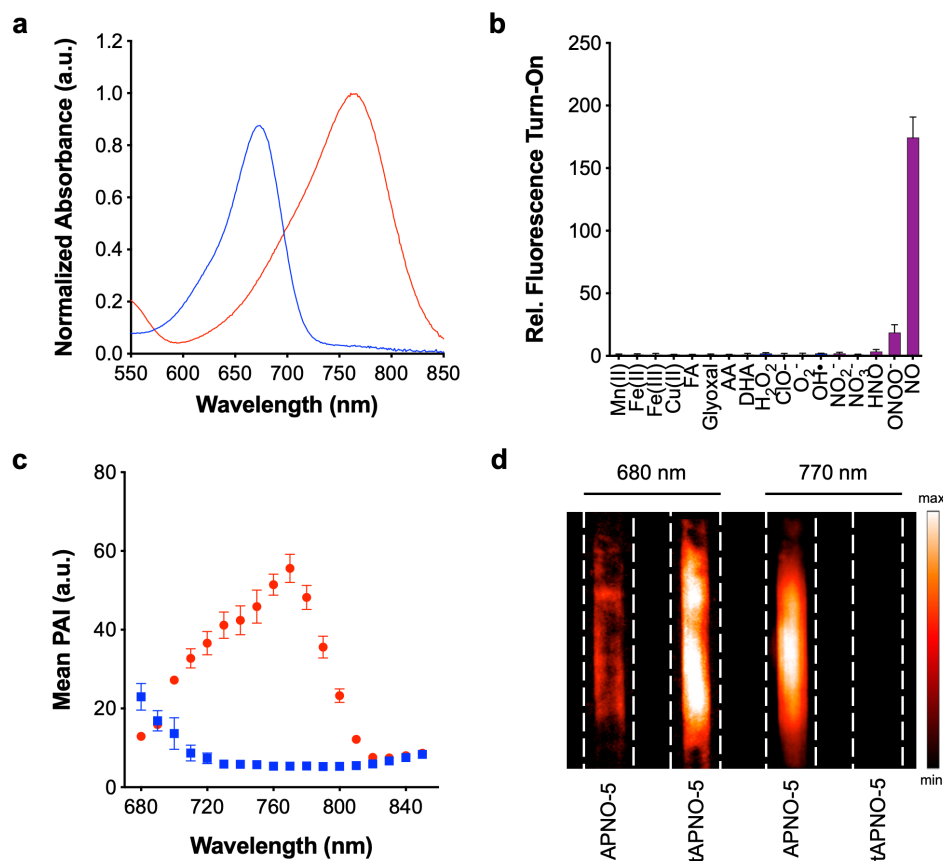 a
1.2
1.0
0.8
0.6
0.4
0.2
0.0
550
600
650
700
750
800
850
Normalized Absorbance (a.u.)
Wavelength (nm)
b
250
200
150
100
50
0
Rel. Fluorescence Turn-On
Mn(II)
Fe(II)
Fe(III)
Cu(II)
FA
Glyoxal
AA
DHA
H₂O₂
ClO⁻
O₂⁻
OH•
NO₂⁻
NO₃⁻
HNO
ONOO⁻
NO
c
80
60
40
20
0
680
720
760
800
840
Mean PAI (a.u.)
Wavelength (nm)
d
680 nm
770 nm
max
min
APNO-5
tAPNO-5
APNO-5
tAPNO-5